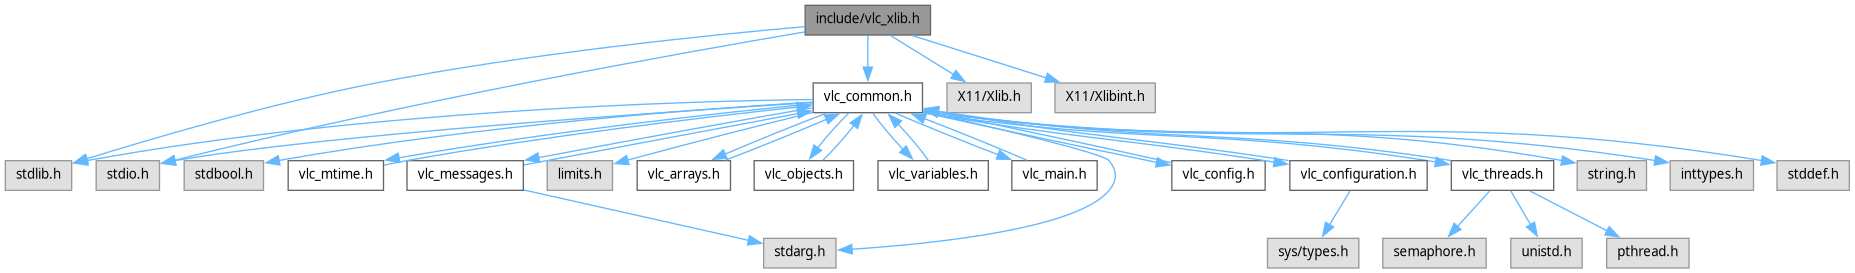 include/vlc_xlib.h
vlc_common.h
X11/Xlib.h
X11/Xlibint.h
stdlib.h
stdio.h
stdbool.h
vlc_mtime.h
vlc_messages.h
limits.h
vlc_arrays.h
vlc_objects.h
vlc_variables.h
vlc_main.h
vlc_config.h
vlc_configuration.h
vlc_threads.h
string.h
inttypes.h
stddef.h
stdarg.h
sys/types.h
semaphore.h
unistd.h
pthread.h